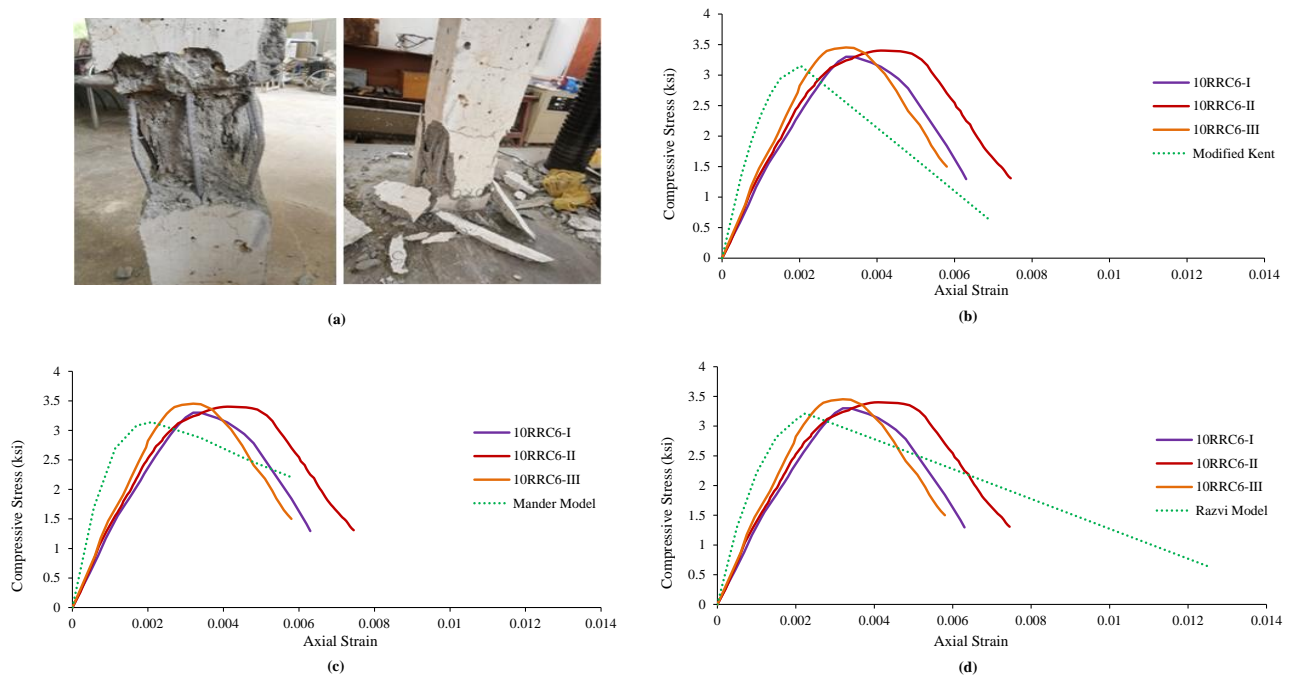 (a)
4
3.5
3
2.5
2
1.5
1
0.5
0
Compressive Stress (ksi)
10RRC6-I
10RRC6-II
10RRC6-III
Modified Kent
0 0.002 0.004 0.006 0.008 0.01 0.012 0.014
Axial Strain
(b)
4
3.5
3
2.5
2
1.5
1
0.5
0
Compressive Stress (ksi)
10RRC6-I
10RRC6-II
10RRC6-III
Mander Model
0 0.002 0.004 0.006 0.008 0.01 0.012 0.014
Axial Strain
(c)
4
3.5
3
2.5
2
1.5
1
0.5
0
Compressive Stress (ksi)
10RRC6-I
10RRC6-II
10RRC6-III
Razvi Model
0 0.002 0.004 0.006 0.008 0.01 0.012 0.014
Axial Strain
(d)